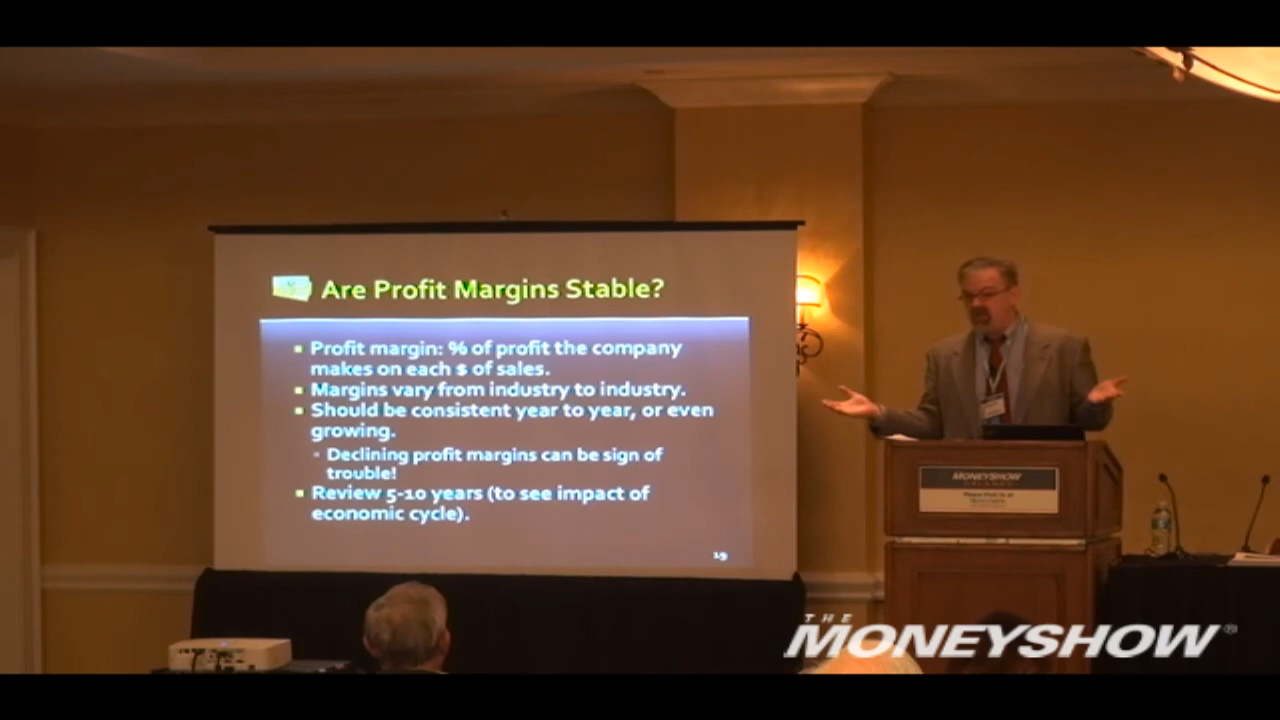 Are Profit Margins Stable?
Profit margin: % of profit the company
makes on each $ of sales.
Margins vary from industry to industry.
Should be consistent year to year, or even
growing.
Declining profit margins can be sign of
trouble!
Review 5-10 years (to see impact of
economic cycle).
19
MONEYSHOW
ORLANDO
THE
MONEYSHOW®